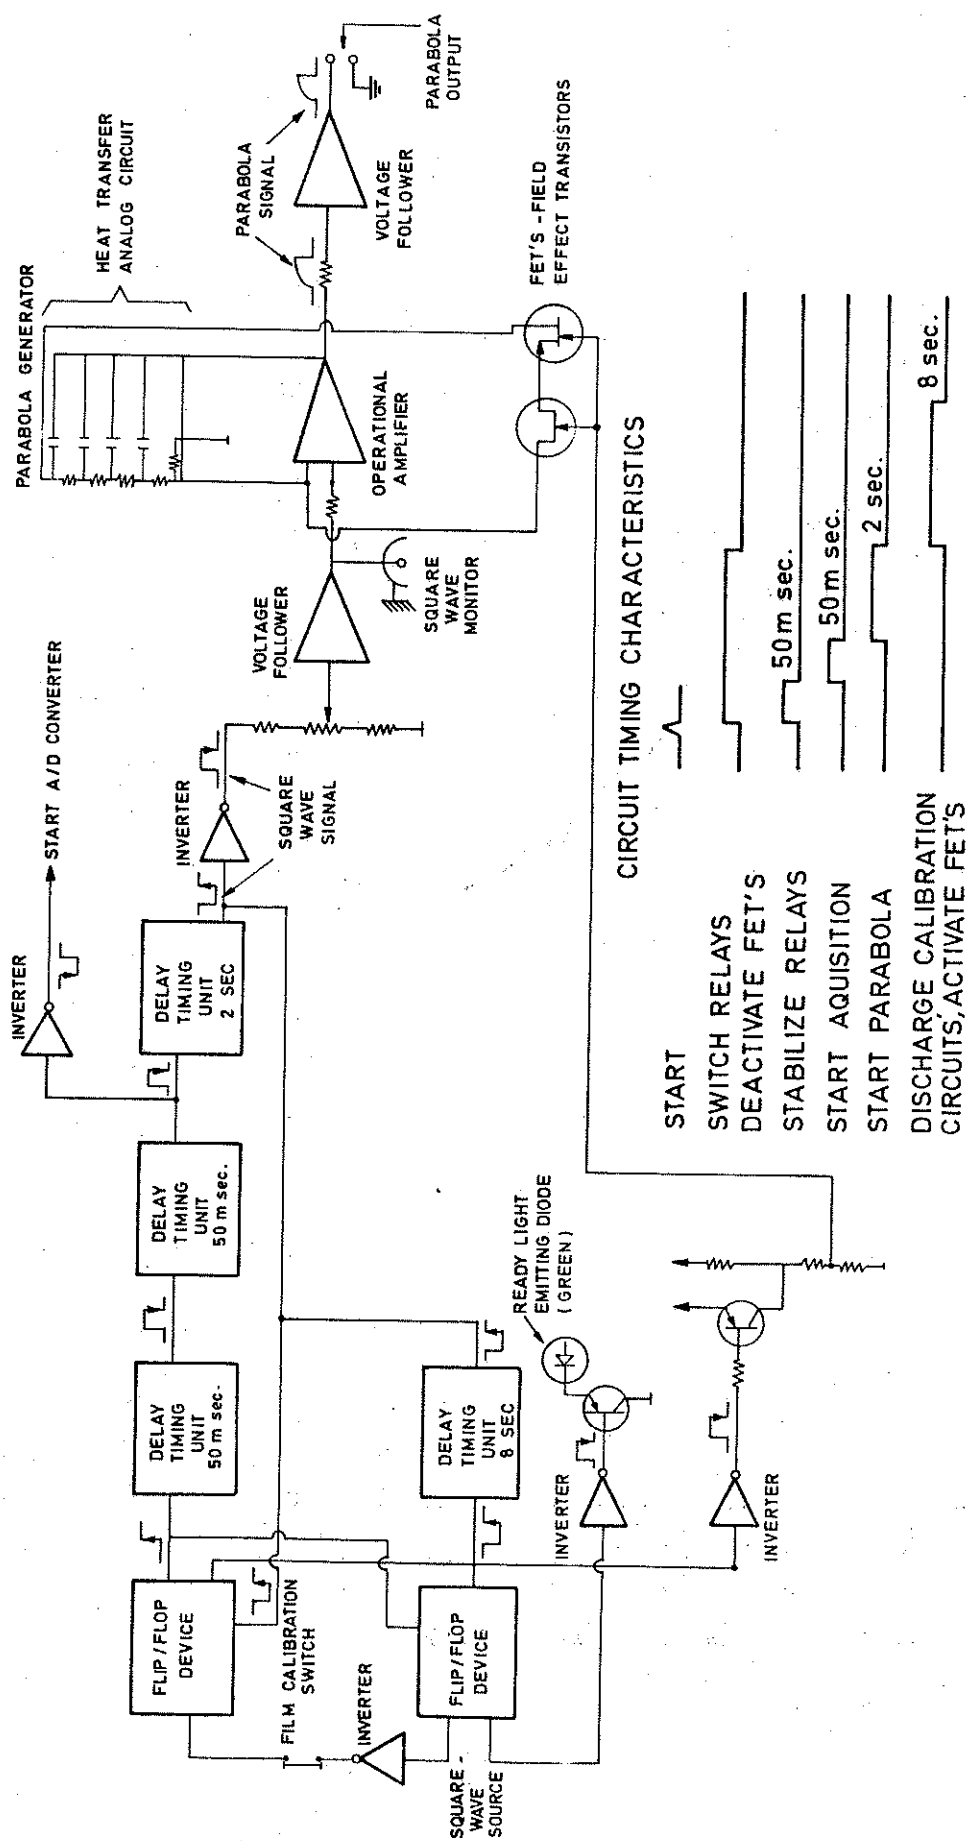 PARABOLA GENERATOR
HEAT TRANSFER
ANALOG CIRCUIT
PARABOLA
SIGNAL
PARABOLA
OUTPUT
VOLTAGE
FOLLOWER
OPERATIONAL
AMPLIFIER
FET'S - FIELD
EFFECT TRANSISTORS
VOLTAGE
FOLLOWER
SQUARE
WAVE
MONITOR
START A/D CONVERTER
INVERTER
INVERTER
SQUARE
WAVE
SIGNAL
DELAY
TIMING
UNIT
2 SEC
DELAY
TIMING
UNIT
50 m sec.
DELAY
TIMING
UNIT
50 m sec.
FLIP/FLOP
DEVICE
FILM CALIBRATION
SWITCH
INVERTER
FLIP/FLOP
DEVICE
SQUARE -
WAVE
SOURCE
DELAY
TIMING
UNIT
8 SEC
READY LIGHT
EMITTING DIODE
(GREEN)
INVERTER
INVERTER
CIRCUIT TIMING CHARACTERISTICS
START
SWITCH RELAYS
DEACTIVATE FET'S
STABILIZE RELAYS 50m sec.
START AQUISITION 50m sec.
START PARABOLA 2 sec.
DISCHARGE CALIBRATION
CIRCUITS, ACTIVATE FET'S 8 sec.